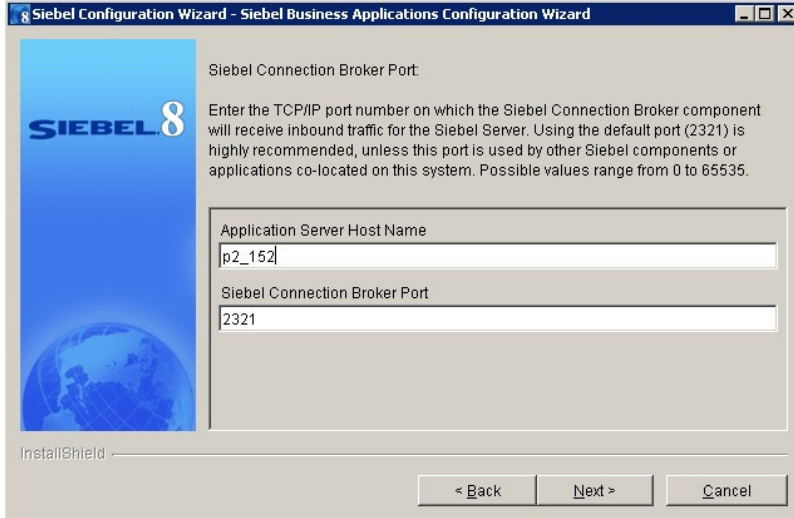 Siebel Configuration Wizard - Siebel Business Applications Configuration Wizard
SIEBEL.8
Siebel Connection Broker Port:
Enter the TCP/IP port number on which the Siebel Connection Broker component
will receive inbound traffic for the Siebel Server. Using the default port (2321) is
highly recommended, unless this port is used by other Siebel components or
applications co-located on this system. Possible values range from 0 to 65535.
Application Server Host Name
p2_152
Siebel Connection Broker Port
2321
InstallShield
< Back Next > Cancel